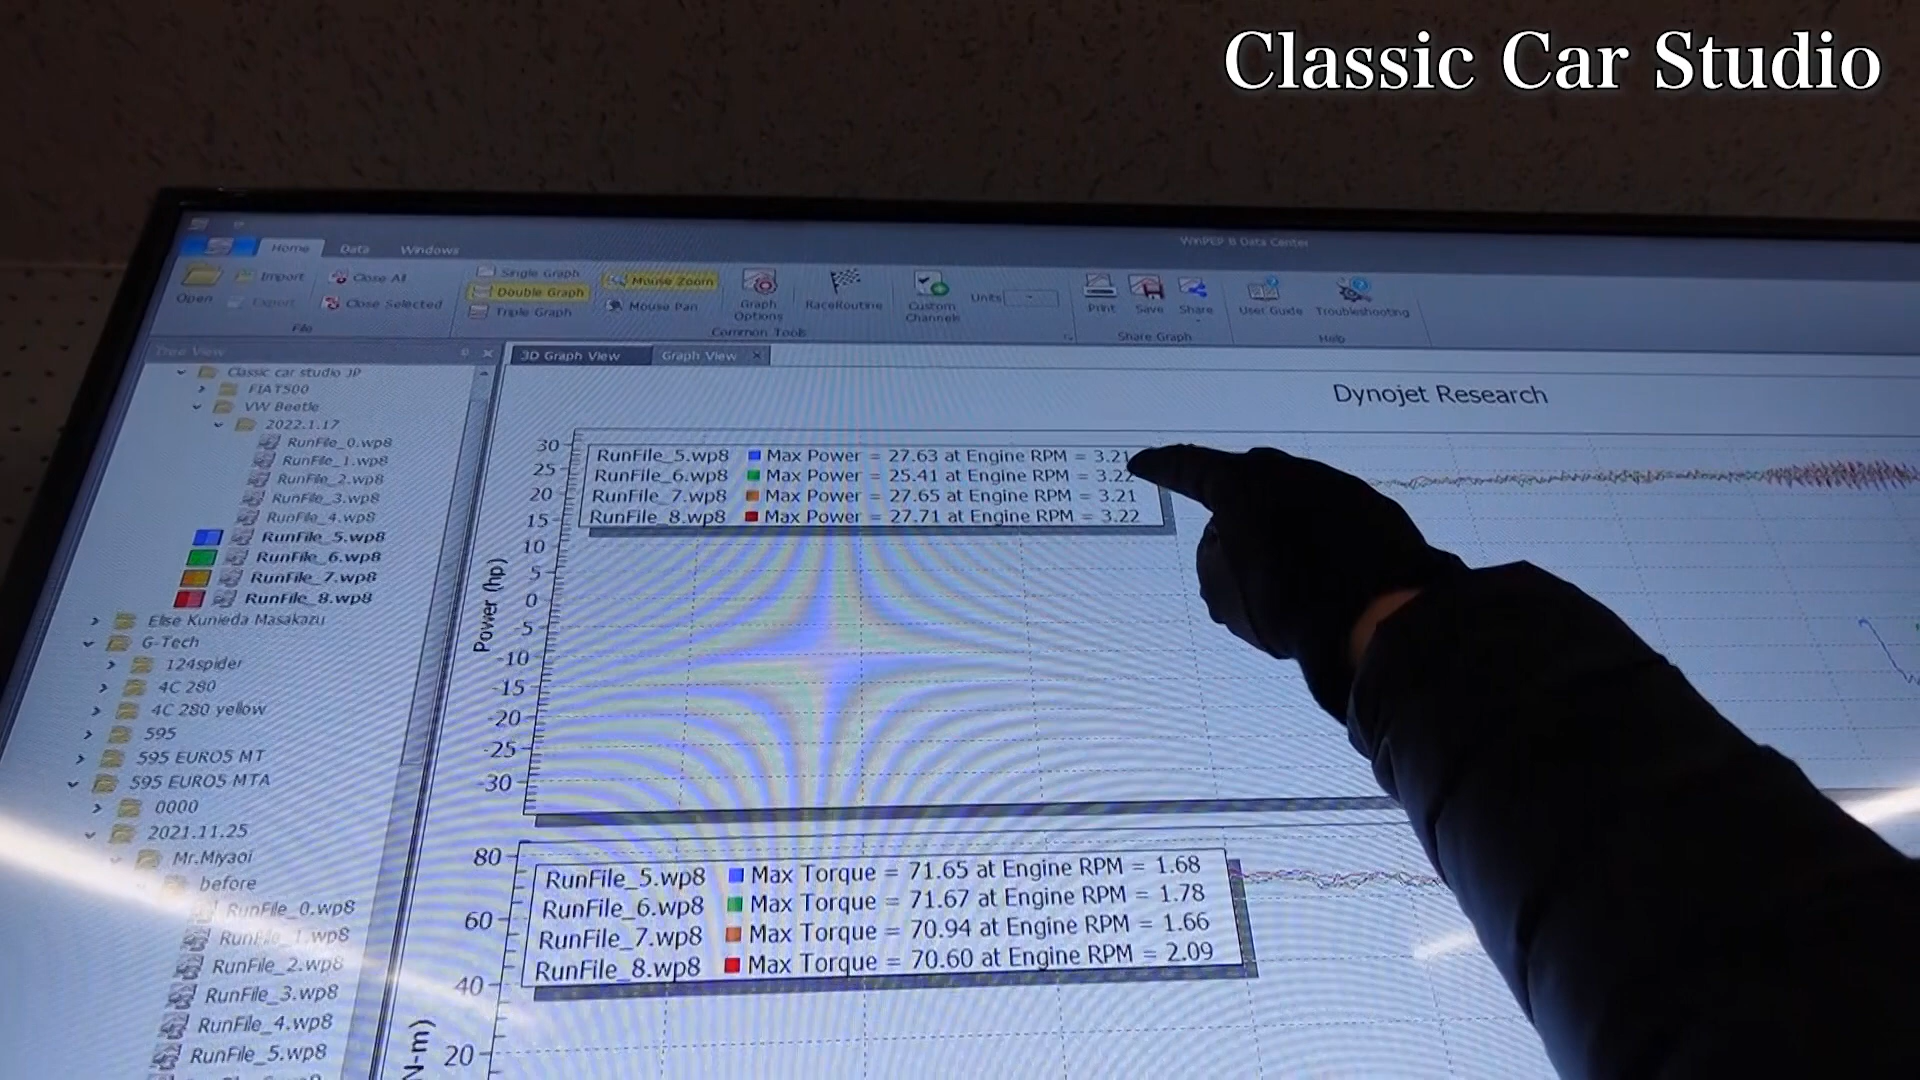 Classic Car Studio
WinPEP 8 Data Center
Home Data Windows
Open
Import
Export
Close All
Close Selected
File
Single Graph
Double Graph
Triple Graph
Mouse Zoom
Mouse Pan
Graph Options
RaceRoutine
Custom Channels
Units
Common Tools
Print Save Share
Share Graph
User Guide Troubleshooting
Help
Tree View
Classic car studio JP
FIAT500
VW Beetle
2022.1.17
RunFile_0.wp8
RunFile_1.wp8
RunFile_2.wp8
RunFile_3.wp8
RunFile_4.wp8
RunFile_5.wp8
RunFile_6.wp8
RunFile_7.wp8
RunFile_8.wp8
Elise Kunieda Masakazu
G-Tech
124spider
4C 280
4C 280 yellow
595
595 EURO5 MT
595 EURO5 MTA
0000
2021.11.25
Mr.Miyaoi
before
RunFile_0.wp8
RunFile_1.wp8
RunFile_2.wp8
RunFile_3.wp8
RunFile_4.wp8
RunFile_5.wp8
3D Graph View
Graph View
Dynojet Research
RunFile_5.wp8 Max Power = 27.63 at Engine RPM = 3.21
RunFile_6.wp8 Max Power = 25.41 at Engine RPM = 3.22
RunFile_7.wp8 Max Power = 27.65 at Engine RPM = 3.21
RunFile_8.wp8 Max Power = 27.71 at Engine RPM = 3.22
Power (hp)
30
25
20
15
10
5
0
-5
-10
-15
-20
-25
-30
RunFile_5.wp8 Max Torque = 71.65 at Engine RPM = 1.68
RunFile_6.wp8 Max Torque = 71.67 at Engine RPM = 1.78
RunFile_7.wp8 Max Torque = 70.94 at Engine RPM = 1.66
RunFile_8.wp8 Max Torque = 70.60 at Engine RPM = 2.09
80
60
40
20
N-m)